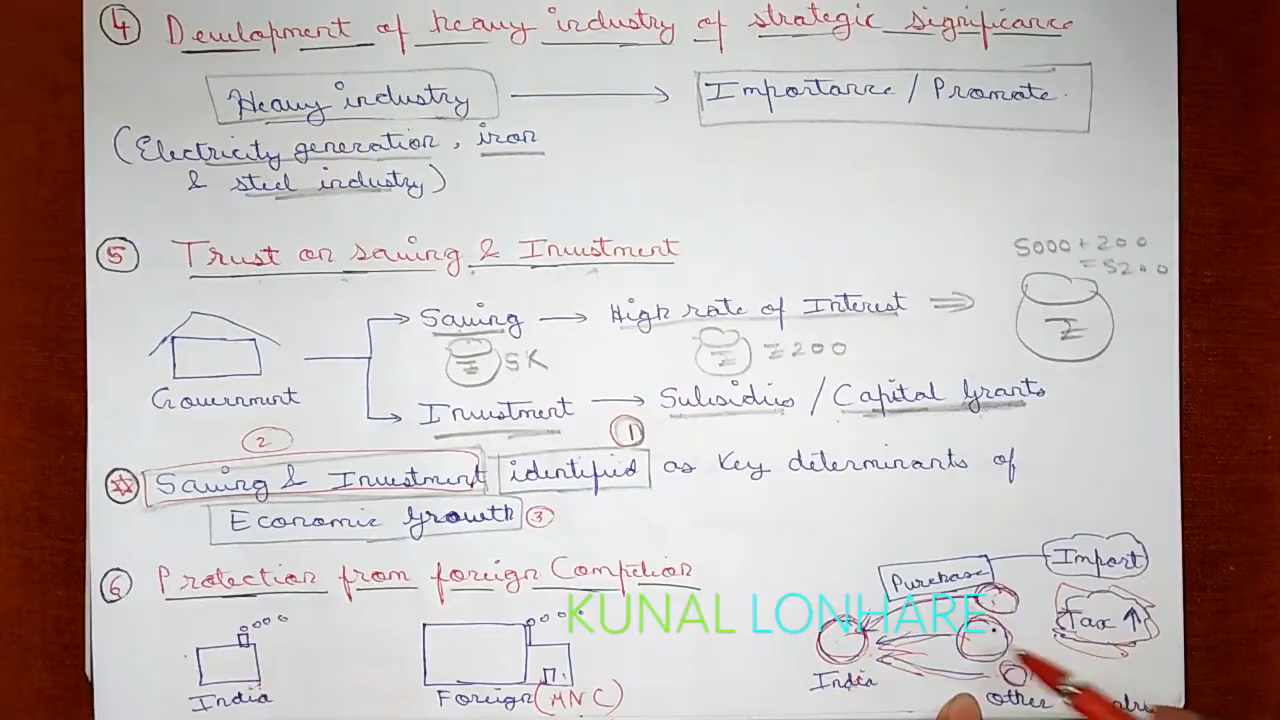 4 Development of heavy industry of strategic significance
Heavy industry → Importance / Promote.
(Electricity generation, iron
& steel industry)
5 Trust on saving & Investment
5000 + 200
= 5200
Saving → High rate of Interest ⇒
₹ 5K ₹ ₹200 ₹
Government
Investment → Subsidies / Capital Grants
2 1
Saving & Investment identified as key determinants of
Economic Growth 3
6 Protection from foreign Competion
Purchase Import
Tax ↑
KUNAL LONHARE
India Foreign (MNC) India other